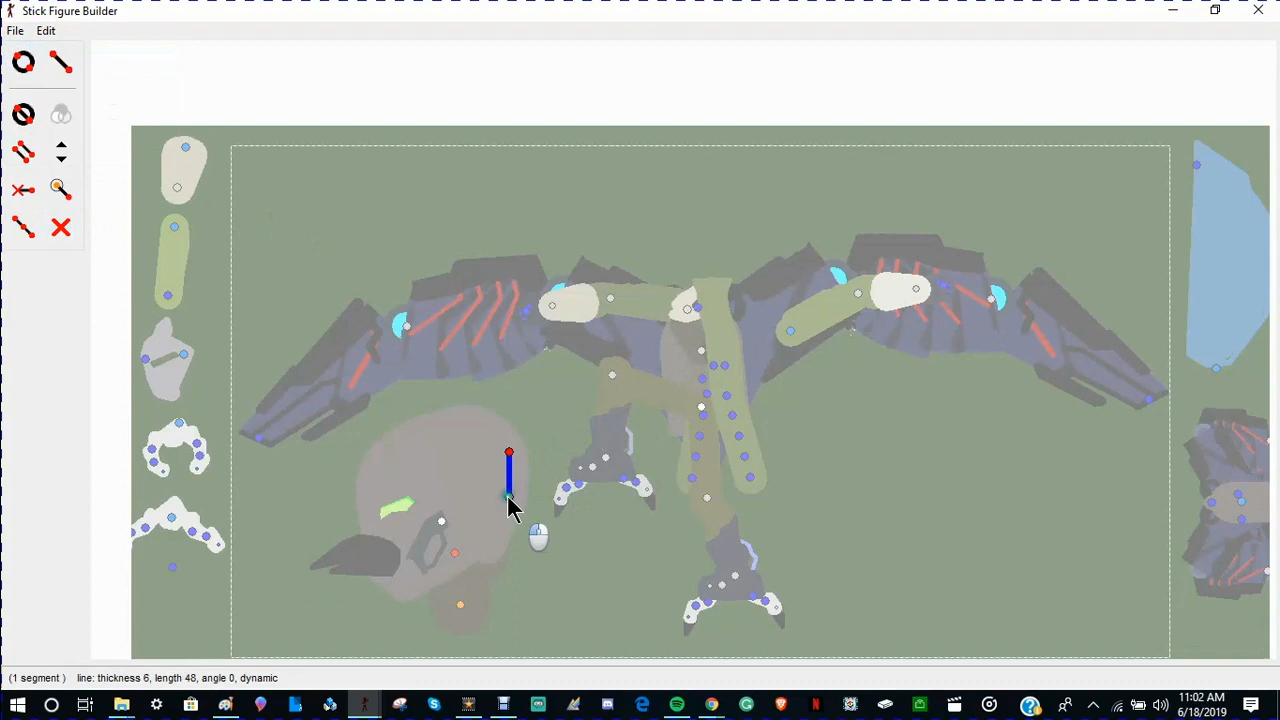 Stick Figure Builder
File Edit
(1 segment ) line: thickness 6, length 48, angle 0, dynamic
11:02 AM
6/18/2019